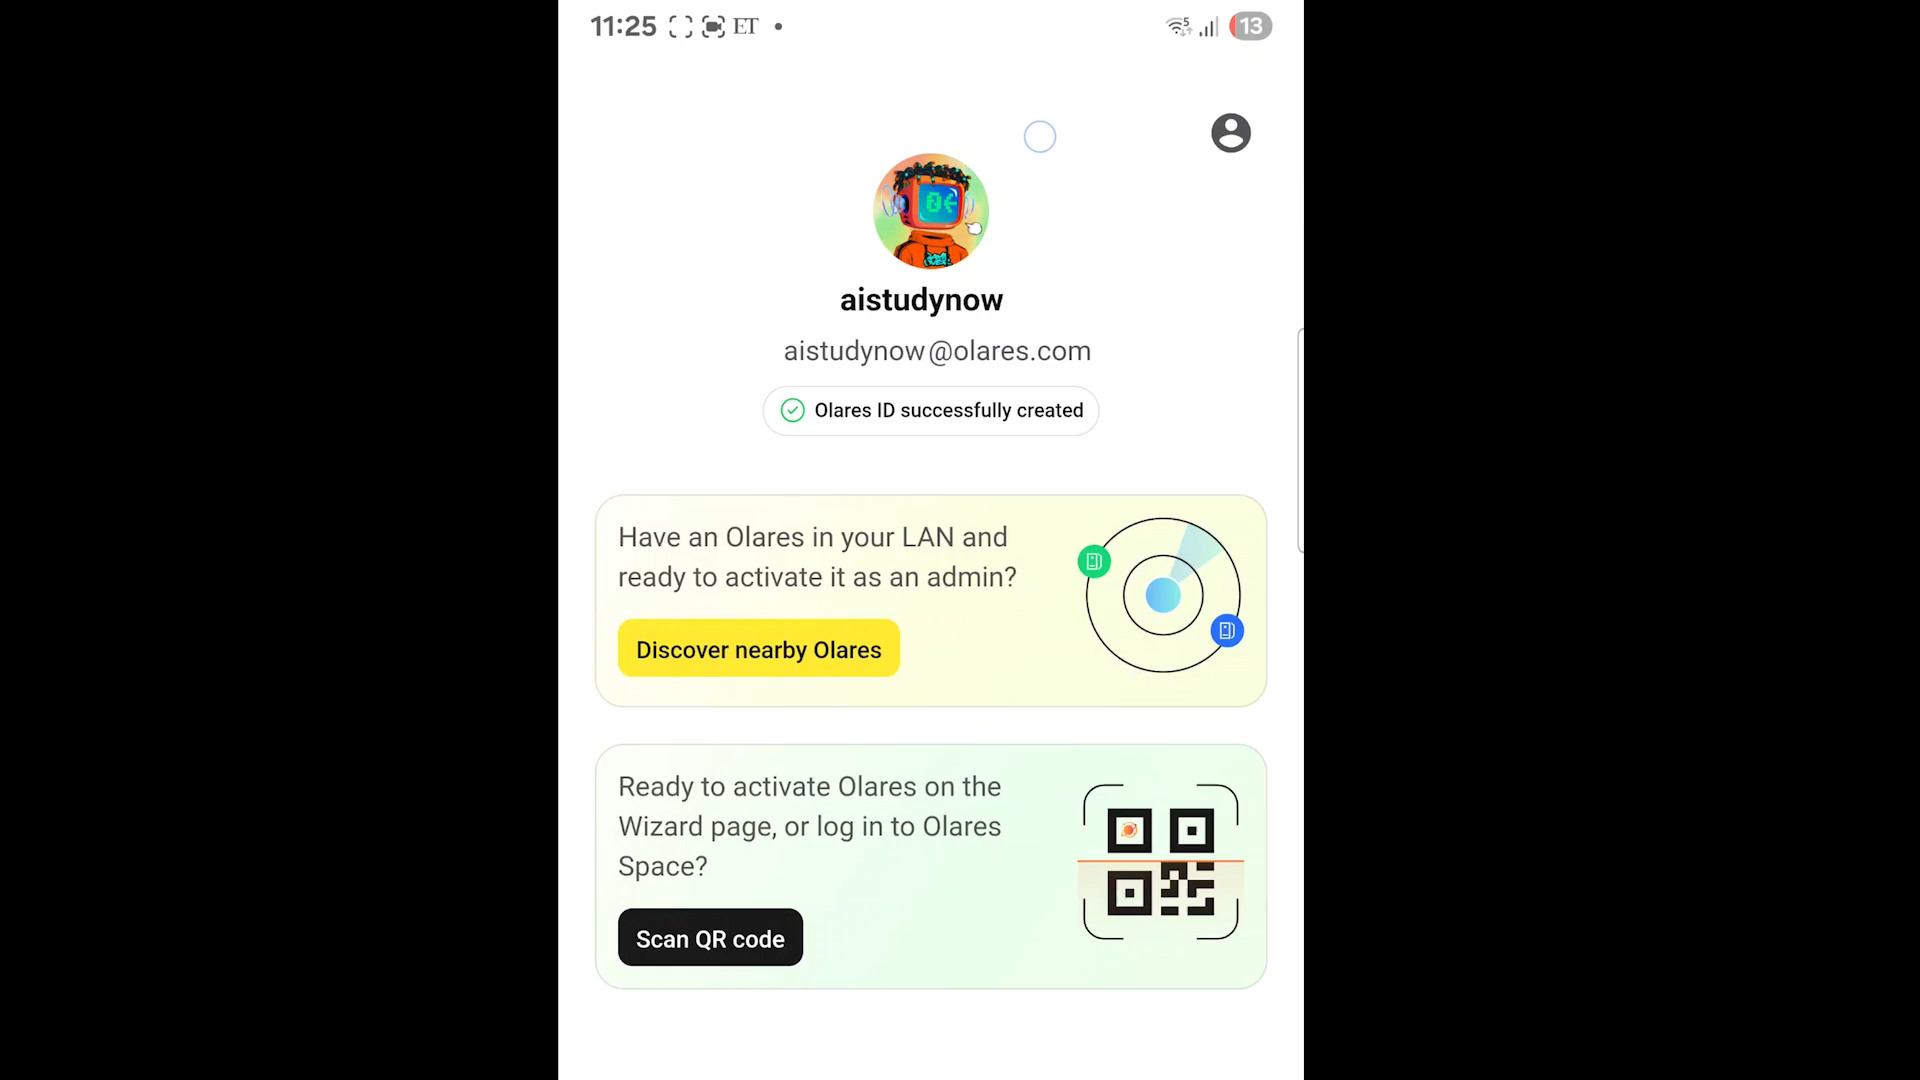 11:25 ET
5 13
aistudynow
aistudynow@olares.com
Olares ID successfully created
Have an Olares in your LAN and
ready to activate it as an admin?
Discover nearby Olares
Ready to activate Olares on the
Wizard page, or log in to Olares
Space?
Scan QR code